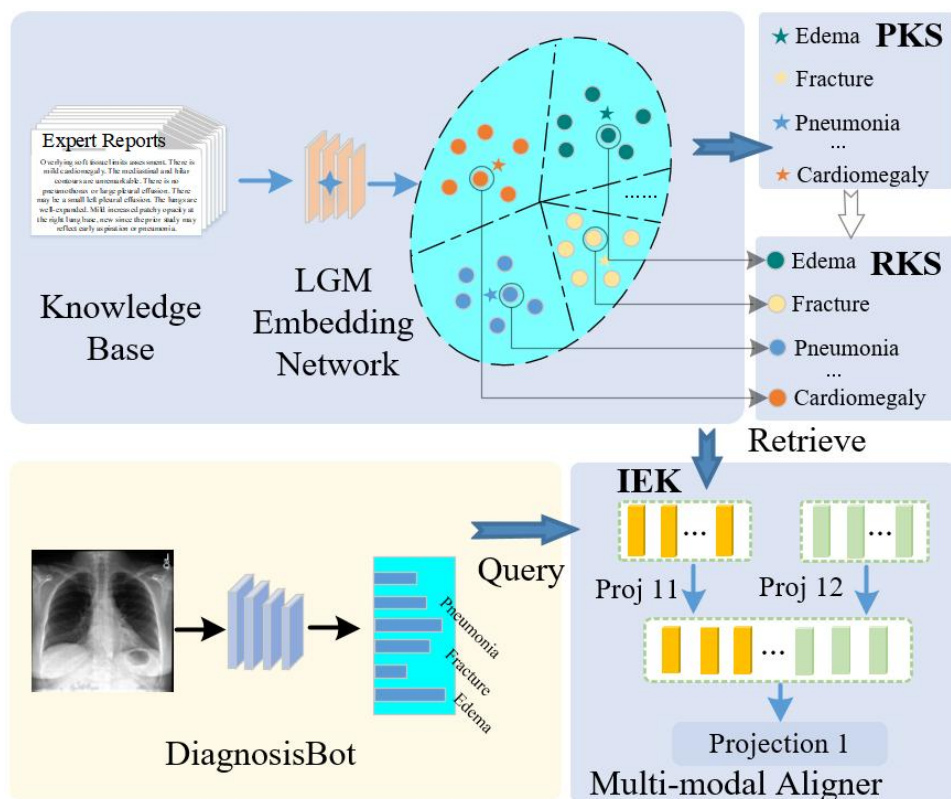 Expert Reports
Overlying soft tissue limits assessment. There is
mild cardiomegaly. The mediastinal and hilar
contours are unremarkable. There is no
pneumothorax or large pleural effusion. There
may be a small left pleural effusion. The lungs are
well-expanded. Mild increased patchy opacity at
the right lung base, new since the prior study may
reflect early aspiration or pneumonia.
Knowledge
Base
LGM
Embedding
Network
......
PKS
Edema
Fracture
Pneumonia
...
Cardiomegaly
RKS
Edema
Fracture
Pneumonia
...
Cardiomegaly
Retrieve
Query
Pneumonia
Fracture
Edema
DiagnosisBot
IEK
...
...
Proj 11
Proj 12
...
Projection 1
Multi-modal Aligner